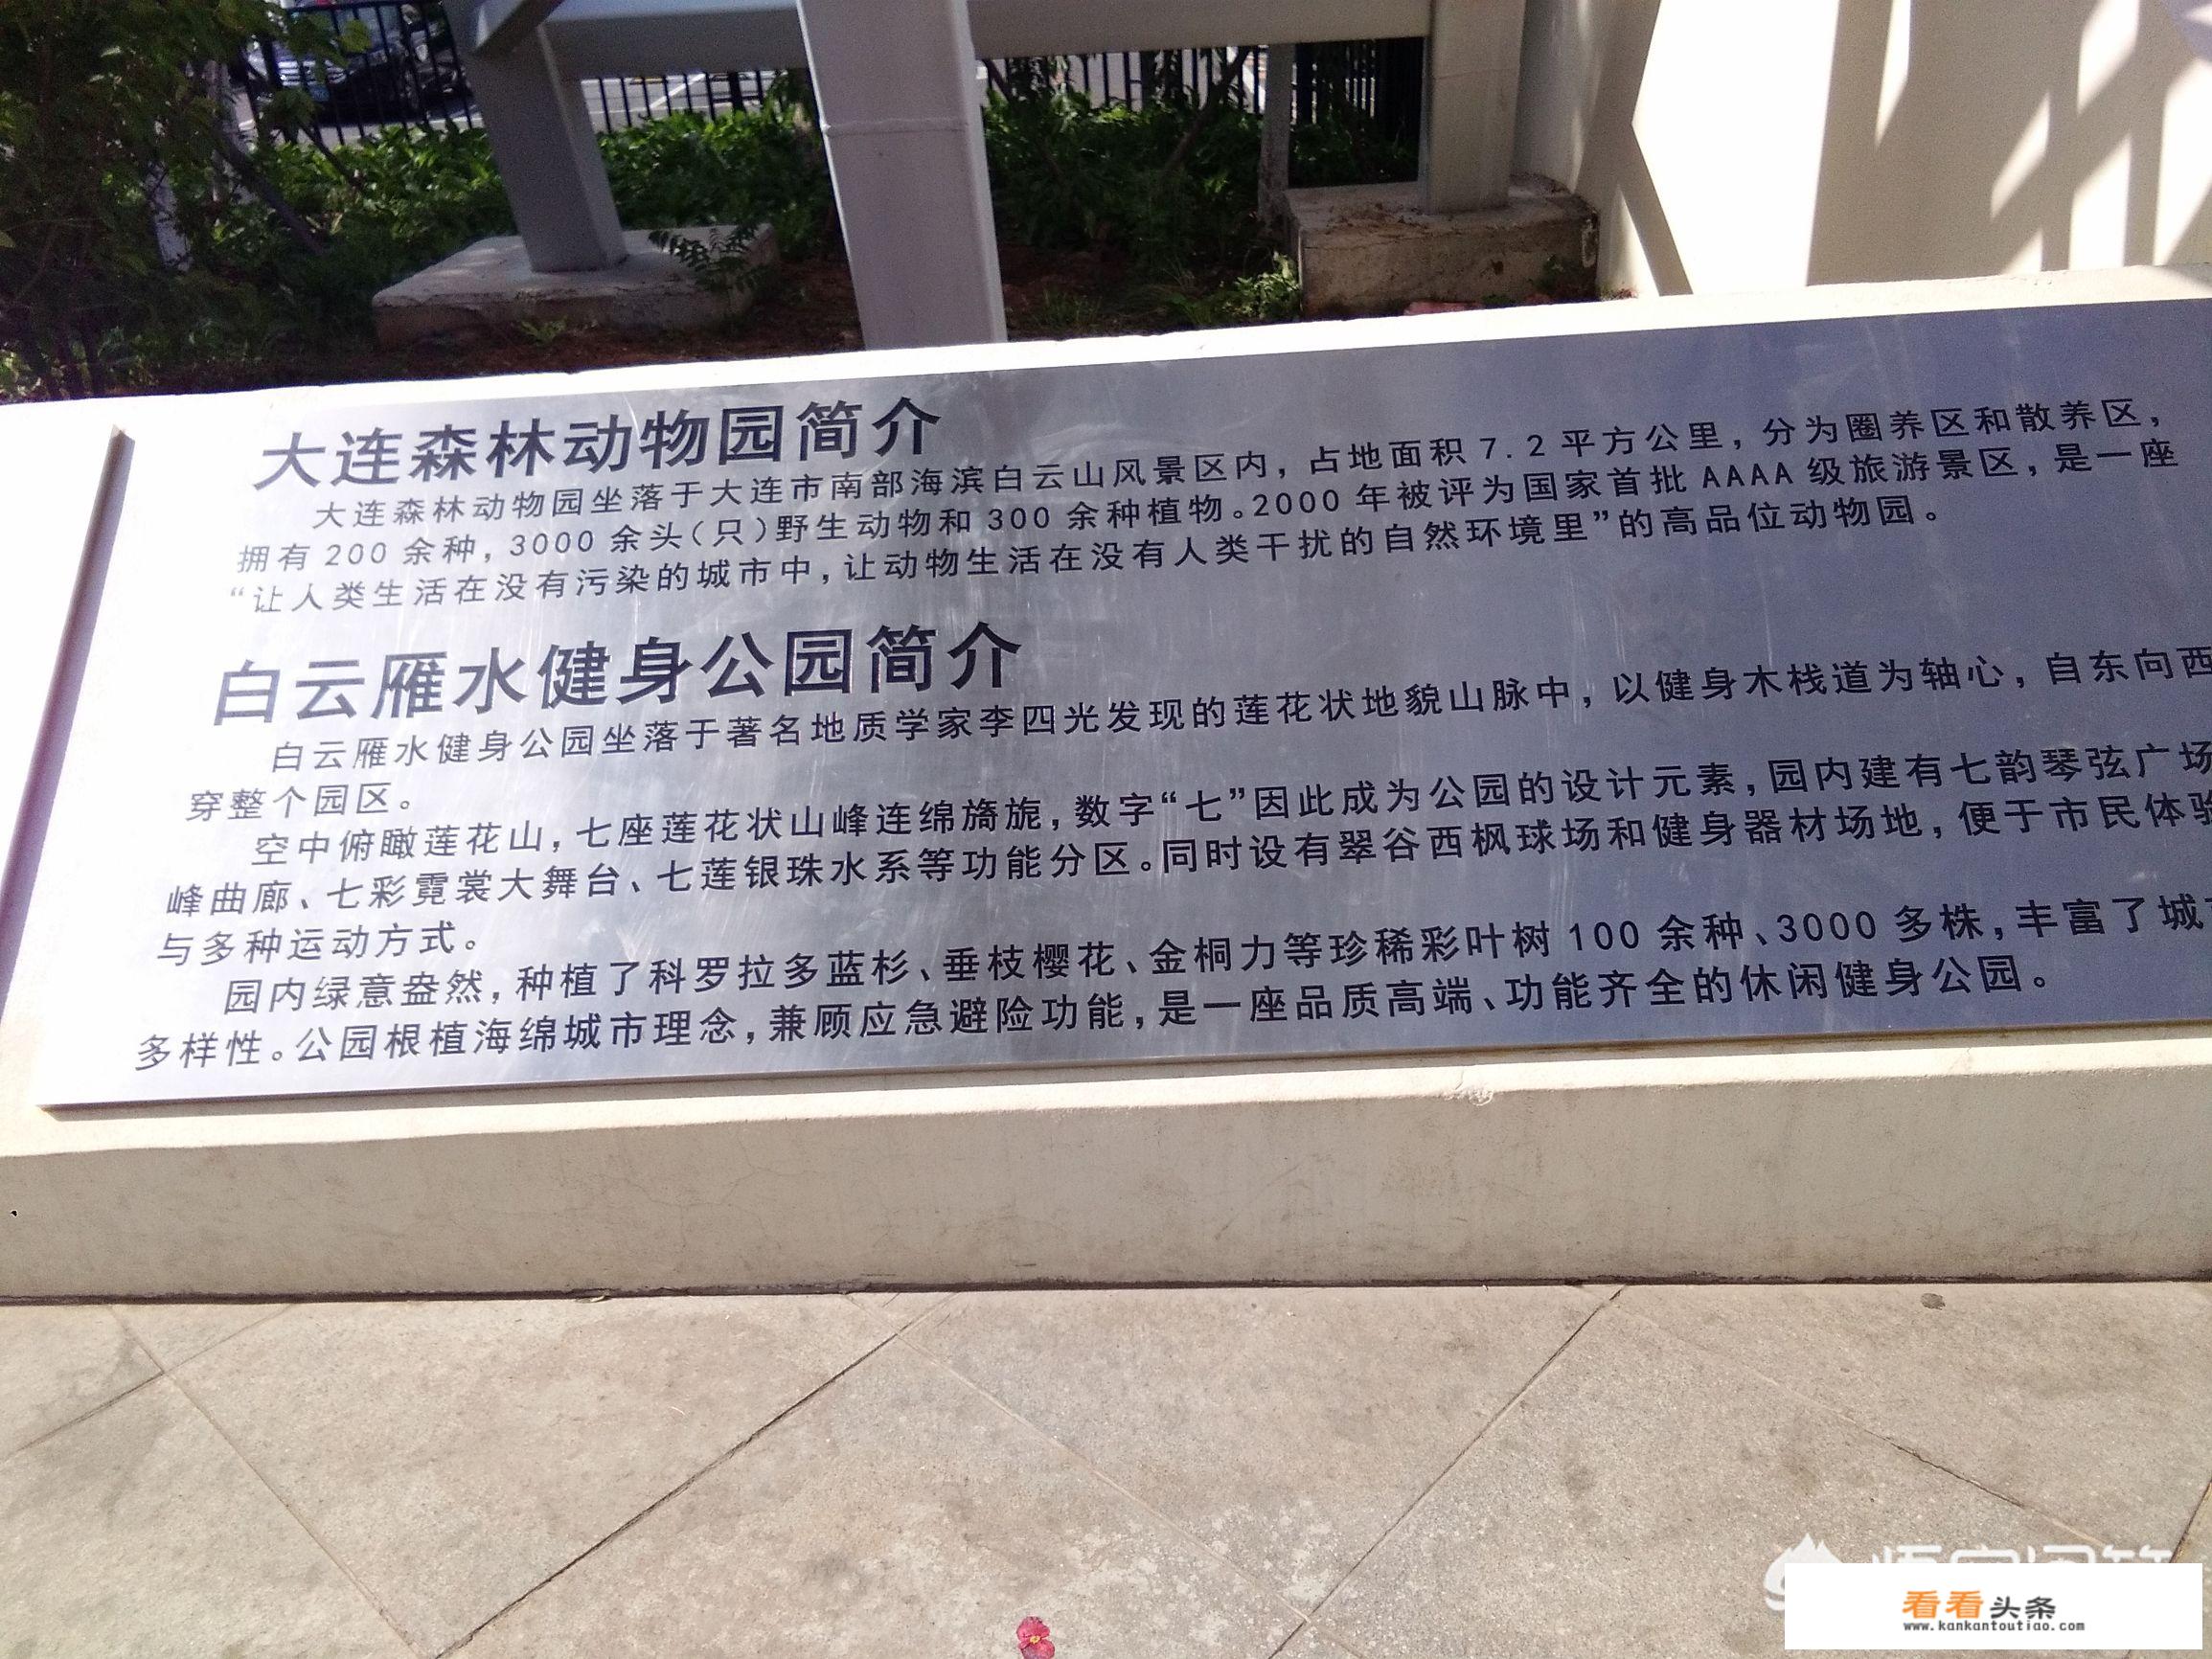 大连森林动物园简介
大连森林动物园坐落于大连市南部海滨白云山风景区内，占地面积7.2平方公里，分为圈养区和散养区，
拥有200余种，3000余头(只)野生动物和300余种植物。2000年被评为国家首批AAAA级旅游景区，是一座
“让人类生活在没有污染的城市中，让动物生活在没有人类干扰的自然环境里”的高品位动物园。
白云雁水健身公园简介
白云雁水健身公园坐落于著名地质学家李四光发现的莲花状地貌山脉中，以健身木栈道为轴心，自东向西
穿整个园区。
空中俯瞰莲花山，七座莲花状山峰连绵旖旎，数字“七”因此成为公园的设计元素，园内建有七韵琴弦广场
峰曲廊、七彩霓裳大舞台、七莲银珠水系等功能分区。同时设有翠谷西枫球场和健身器材场地，便于市民体验
与多种运动方式。
园内绿意盎然，种植了科罗拉多蓝杉、垂枝樱花、金桐力等珍稀彩叶树100余种、3000多株，丰富了城
多样性。公园根植海绵城市理念，兼顾应急避险功能，是一座品质高端、功能齐全的休闲健身公园。
看看头条
www.kankantoutiao.com